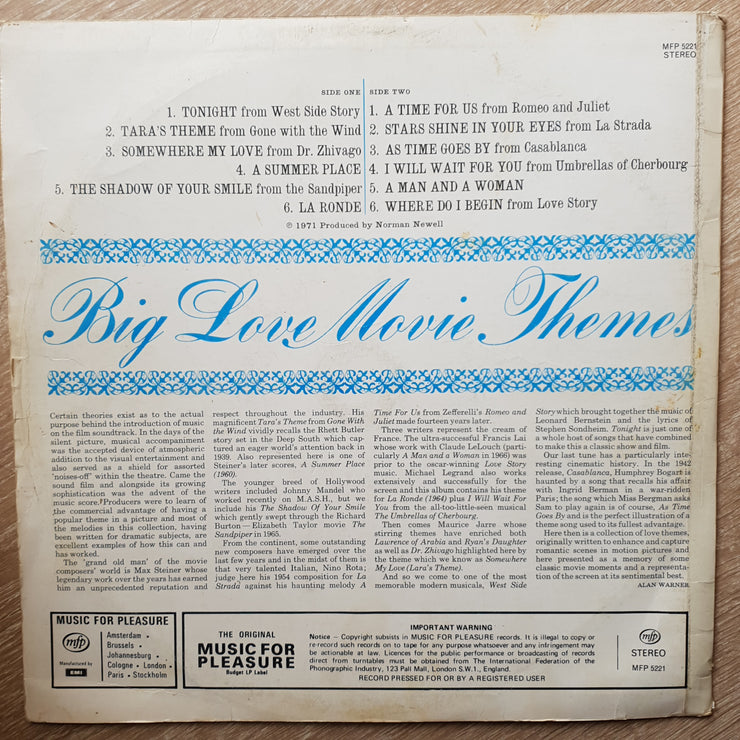 MFP 5221
STEREO
SIDE ONE
1. TONIGHT from West Side Story
2. TARA'S THEME from Gone with the Wind
3. SOMEWHERE MY LOVE from Dr. Zhivago
4. A SUMMER PLACE
5. THE SHADOW OF YOUR SMILE from the Sandpiper
6. LA RONDE
SIDE TWO
1. A TIME FOR US from Romeo and Juliet
2. STARS SHINE IN YOUR EYES from La Strada
3. AS TIME GOES BY from Casablanca
4. I WILL WAIT FOR YOU from Umbrellas of Cherbourg
5. A MAN AND A WOMAN
6. WHERE DO I BEGIN from Love Story
℗ 1971 Produced by Norman Newell
Big Love Movie Themes
Certain theories exist as to the actual
purpose behind the introduction of music
on the film soundtrack. In the days of the
silent picture, musical accompaniment
was the accepted device of atmospheric
addition to the visual entertainment and
also served as a shield for assorted
'noises-off' within the theatre. Came the
sound film and alongside its growing
sophistication was the advent of the
music score. Producers were to learn of
the commercial advantage of having a
popular theme in a picture and most of
the melodies in this collection, having
been written for dramatic subjects, are
excellent examples of how this can and
has worked.
The 'grand old man' of the movie
composers' world is Max Steiner whose
legendary work over the years has earned
him an unprecedented reputation and
respect throughout the industry. His
magnificent Tara's Theme from Gone With
the Wind vividly recalls the Rhett Butler
story set in the Deep South which cap-
tured an eager world's attention back in
1939. Also represented here is one of
Steiner's later scores, A Summer Place
(1960).
The younger breed of Hollywood
writers included Johnny Mandel who
worked recently on M.A.S.H., but we
include his The Shadow Of Your Smile
which gently swept through the Richard
Burton – Elizabeth Taylor movie The
Sandpiper in 1965.
From the continent, some outstanding
new composers have emerged over the
last few years and in the midst of them is
that very talented Italian, Nino Rota;
judge here his 1954 composition for La
Strada against his haunting melody A
Time For Us from Zefferelli's Romeo and
Juliet made fourteen years later.
Three writers represent the cream of
France. The ultra-successful Francis Lai
whose work with Claude LeLouch (parti-
cularly A Man and a Woman in 1966) was
prior to the oscar-winning Love Story
music. Michael Legrand also works
extensively and successfully for the
screen and this album contains his theme
for La Ronde (1964) plus I Will Wait For
You from the all-too-little-seen musical
The Umbrellas of Cherbourg.
Then comes Maurice Jarre whose
stirring themes have enriched both
Lawrence of Arabia and Ryan's Daughter
as well as Dr. Zhivago highlighted here by
the theme which we know as Somewhere
My Love (Lara's Theme).
And so we come to one of the most
memorable modern musicals, West Side
Story which brought together the music of
Leonard Bernstein and the lyrics of
Stephen Sondheim. Tonight is just one of
a whole host of songs that have combined
to make this a classic show and film.
Our last tune has a particularly inte-
resting cinematic history. In the 1942
release, Casablanca, Humphrey Bogart is
haunted by a song that recalls his affair
with Ingrid Berman in a war-ridden
Paris; the song which Miss Bergman asks
Sam to play again is of course, As Time
Goes By and is the perfect illustration of a
theme song used to its fullest advantage.
Here then is a collection of love themes,
originally written to enhance and capture
romantic scenes in motion pictures and
here presented as a memory of some
classic movie moments and a representa-
tion of the screen at its sentimental best.
ALAN WARNER
MUSIC FOR PLEASURE
mfp
Manufactured by
EMI
Amsterdam •
Brussels •
Johannesburg •
Cologne • London •
Paris • Stockholm
THE ORIGINAL
MUSIC FOR
PLEASURE
Budget LP Label
IMPORTANT WARNING
Notice – Copyright subsists in MUSIC FOR PLEASURE records. It is illegal to copy or
re-record such records on to tape for any purpose whatsoever and any infringement may
be actionable at law. Licences for the public performance or broadcasting of records
direct from turntables must be obtained from The International Federation of the
Phonographic Industry, 123 Pall Mall, London S.W.1., England.
RECORD PRESSED FOR OR BY A REGISTERED USER
mfp
STEREO
MFP 5221